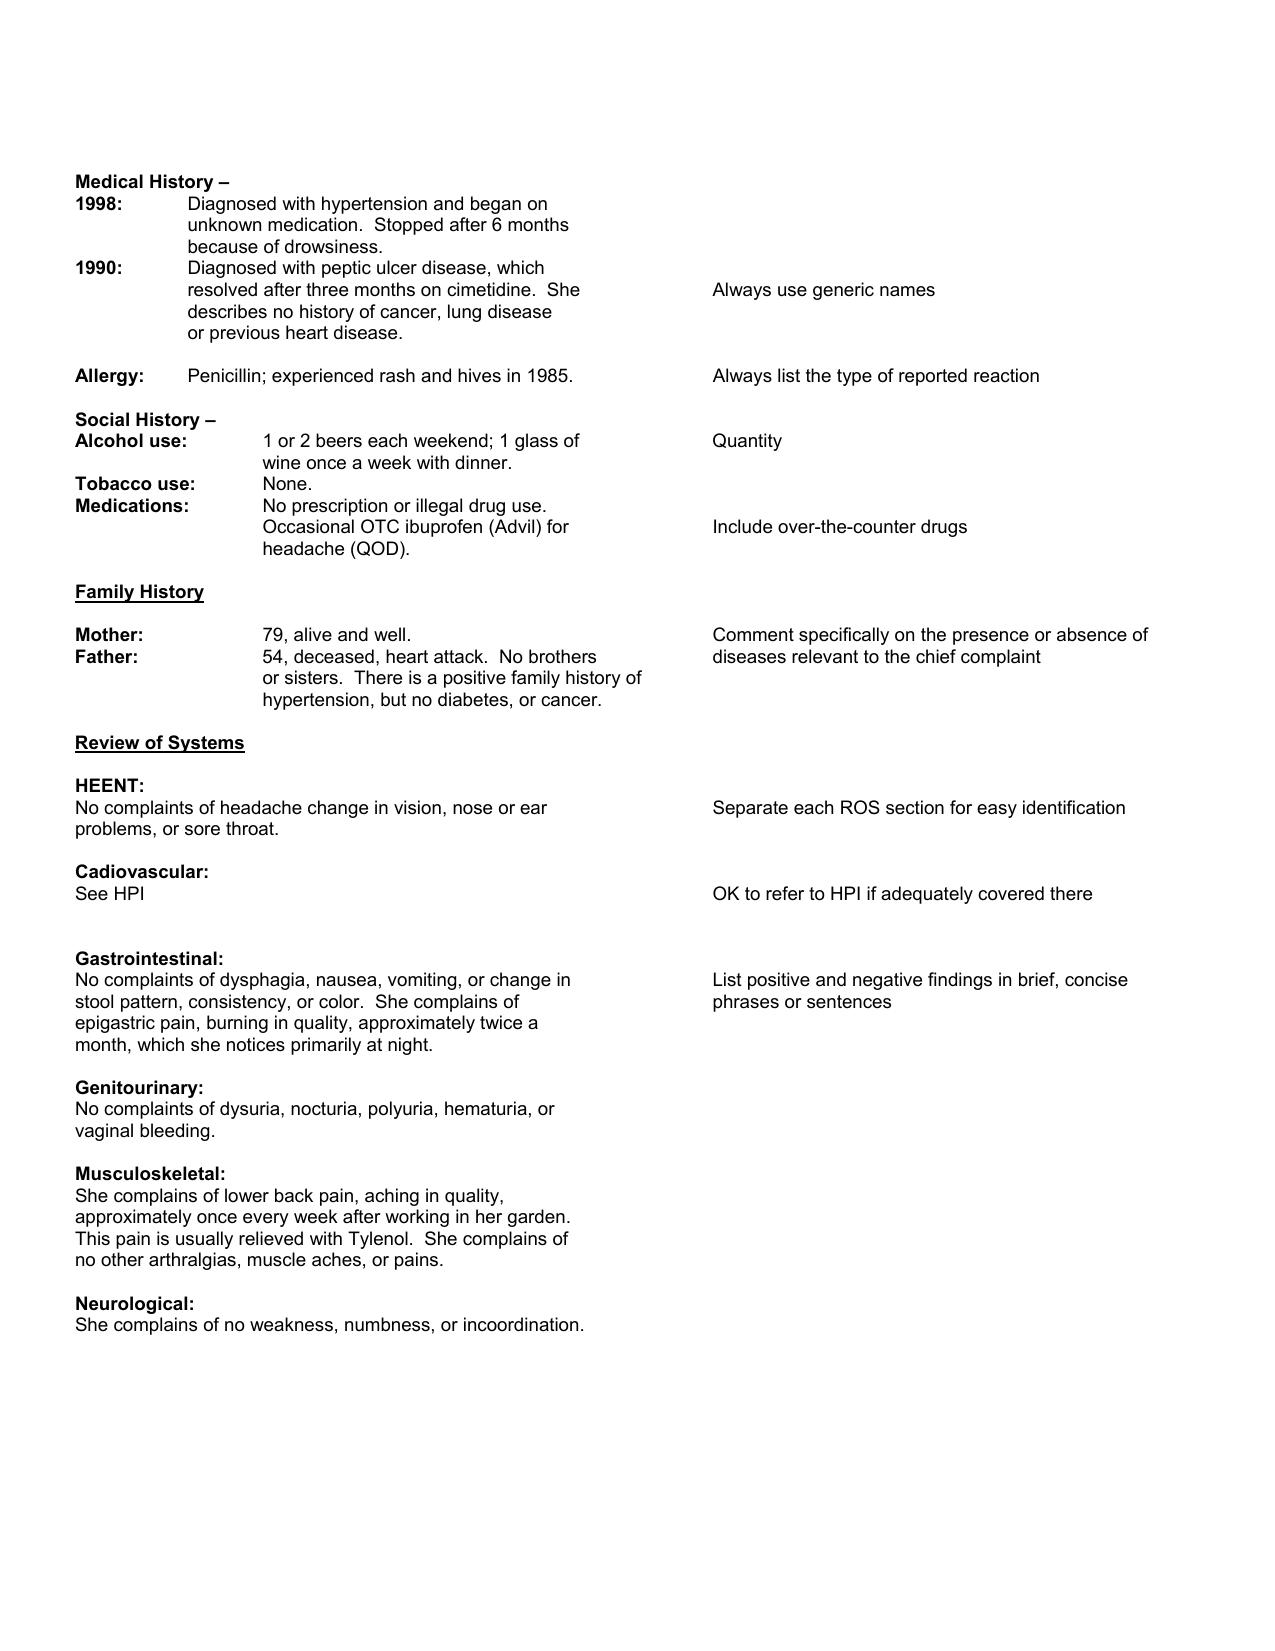 Medical History –
1998: Diagnosed with hypertension and began on
unknown medication. Stopped after 6 months
because of drowsiness.
1990: Diagnosed with peptic ulcer disease, which
resolved after three months on cimetidine. She Always use generic names
describes no history of cancer, lung disease
or previous heart disease.
Allergy: Penicillin; experienced rash and hives in 1985. Always list the type of reported reaction
Social History –
Alcohol use: 1 or 2 beers each weekend; 1 glass of Quantity
wine once a week with dinner.
Tobacco use: None.
Medications: No prescription or illegal drug use.
Occasional OTC ibuprofen (Advil) for Include over-the-counter drugs
headache (QOD).
Family History
Mother: 79, alive and well. Comment specifically on the presence or absence of
Father: 54, deceased, heart attack. No brothers diseases relevant to the chief complaint
or sisters. There is a positive family history of
hypertension, but no diabetes, or cancer.
Review of Systems
HEENT:
No complaints of headache change in vision, nose or ear Separate each ROS section for easy identification
problems, or sore throat.
Cadiovascular:
See HPI OK to refer to HPI if adequately covered there
Gastrointestinal:
No complaints of dysphagia, nausea, vomiting, or change in List positive and negative findings in brief, concise
stool pattern, consistency, or color. She complains of phrases or sentences
epigastric pain, burning in quality, approximately twice a
month, which she notices primarily at night.
Genitourinary:
No complaints of dysuria, nocturia, polyuria, hematuria, or
vaginal bleeding.
Musculoskeletal:
She complains of lower back pain, aching in quality,
approximately once every week after working in her garden.
This pain is usually relieved with Tylenol. She complains of
no other arthralgias, muscle aches, or pains.
Neurological:
She complains of no weakness, numbness, or incoordination.